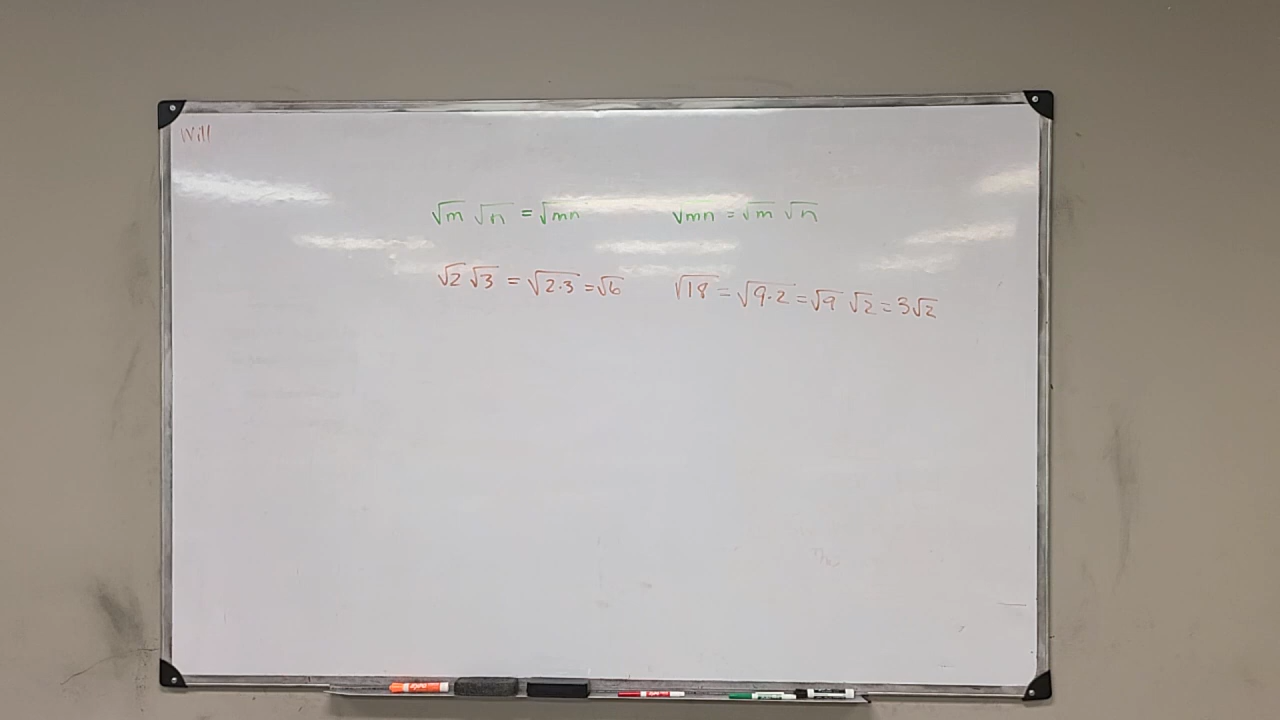 Will
√m √n = √mn √mn = √m √n
√2 √3 = √2·3 = √6 √18 = √9·2 = √9 √2 = 3√2